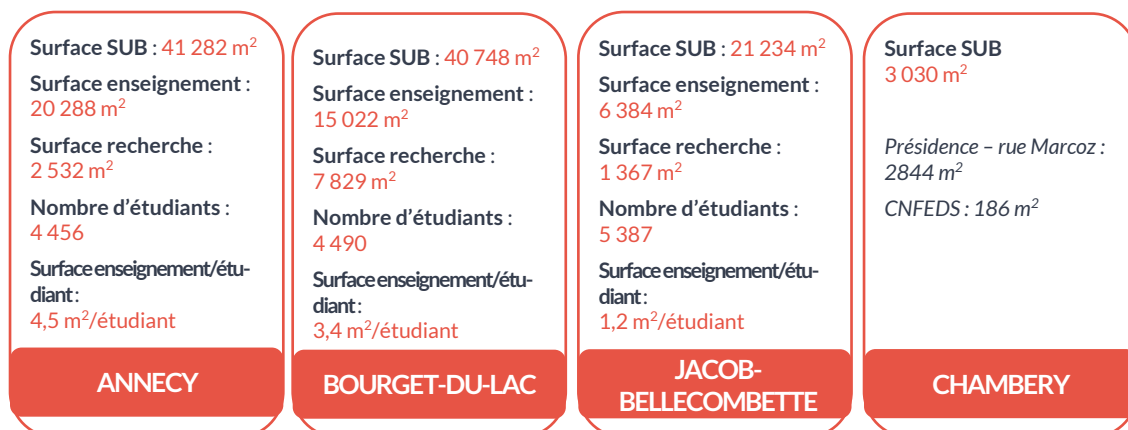 Surface SUB : 41 282 m²
Surface enseignement :
20 288 m²
Surface recherche :
2 532 m²
Nombre d'étudiants :
4 456
Surface enseignement/étu-
diant :
4,5 m²/étudiant
ANNECY
Surface SUB : 40 748 m²
Surface enseignement :
15 022 m²
Surface recherche :
7 829 m²
Nombre d'étudiants :
4 490
Surface enseignement/étu-
diant :
3,4 m²/étudiant
BOURGET-DU-LAC
Surface SUB : 21 234 m²
Surface enseignement :
6 384 m²
Surface recherche :
1 367 m²
Nombre d'étudiants :
5 387
Surface enseignement/étu-
diant :
1,2 m²/étudiant
JACOB-
BELLECOMBETTE
Surface SUB
3 030 m²
Présidence – rue Marcoz :
2844 m²
CNFEDS : 186 m²
CHAMBERY